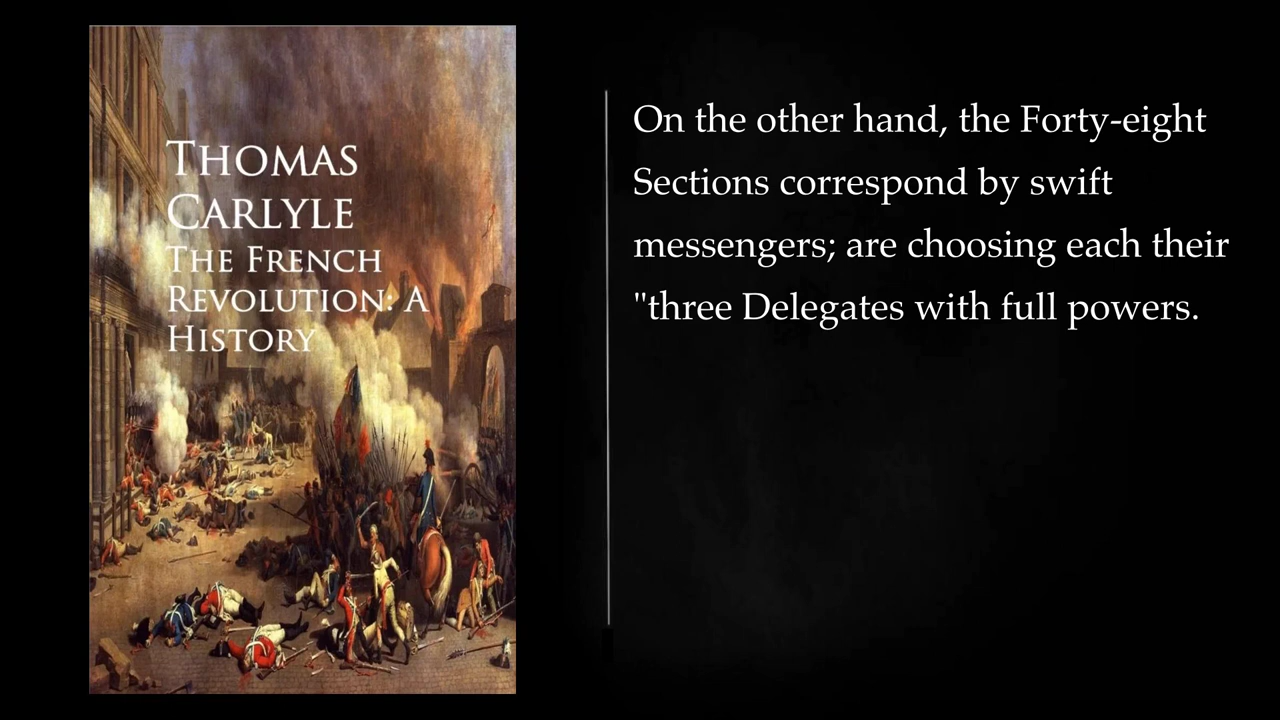 THOMAS
CARLYLE
THE FRENCH
REVOLUTION: A
HISTORY
On the other hand, the Forty-eight
Sections correspond by swift
messengers; are choosing each their
"three Delegates with full powers.